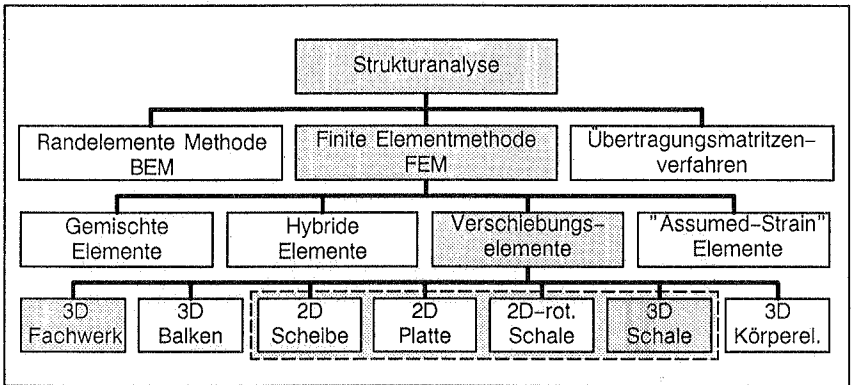 Strukturanalyse
Randelemente Methode
BEM
Finite Elementmethode
FEM
Übertragungsmatritzen-
verfahren
Gemischte
Elemente
Hybride
Elemente
Verschiebungs-
elemente
"Assumed-Strain"
Elemente
3D
Fachwerk
3D
Balken
2D
Scheibe
2D
Platte
2D-rot.
Schale
3D
Schale
3D
Körperel.